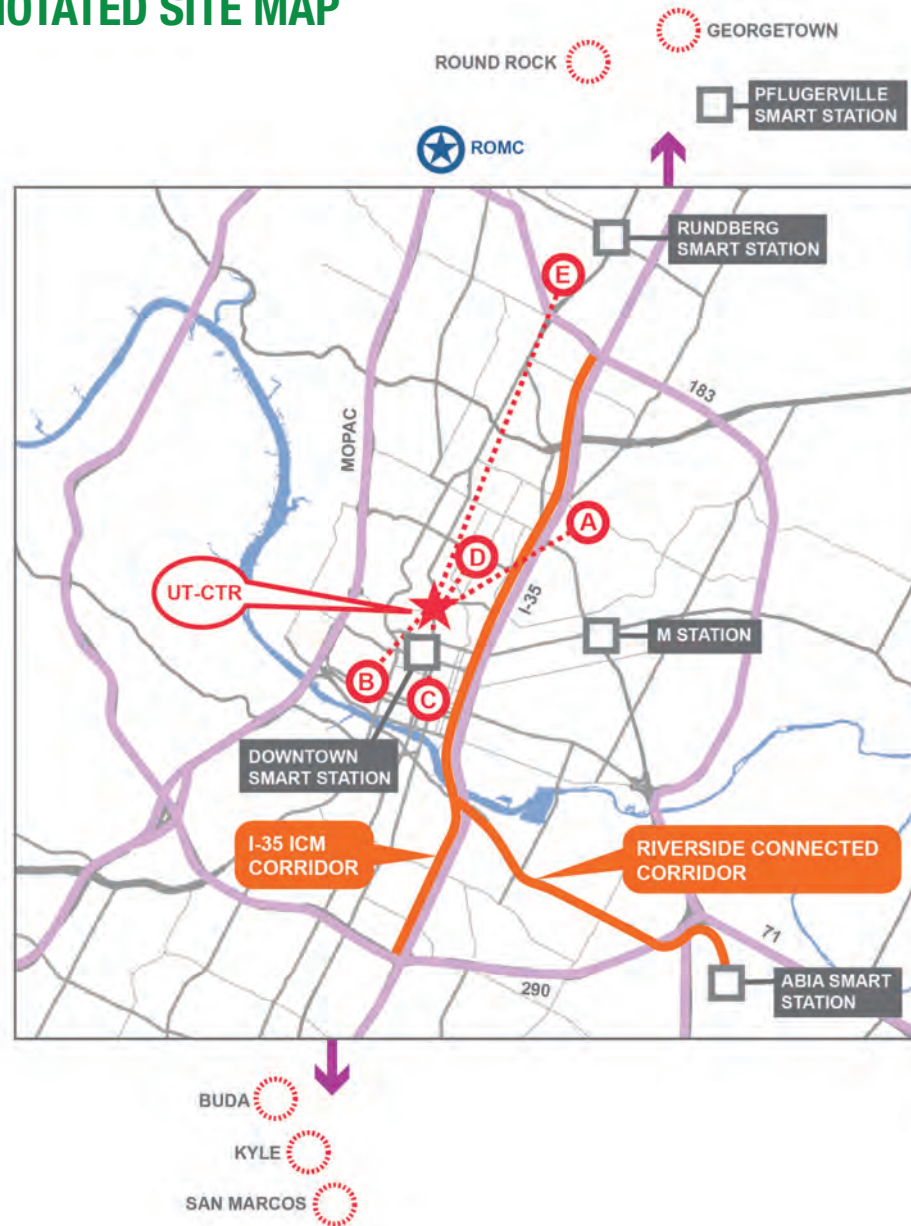 NOTATED SITE MAP
GEORGETOWN
ROUND ROCK
PFLUGERVILLE
SMART STATION
ROMC
RUNDBERG
SMART STATION
E
183
MOPAC
A
D
UT-CTR
I-35
M STATION
B
C
DOWNTOWN
SMART STATION
I-35 ICM
CORRIDOR
RIVERSIDE CONNECTED
CORRIDOR
71
290
ABIA SMART
STATION
BUDA
KYLE
SAN MARCOS